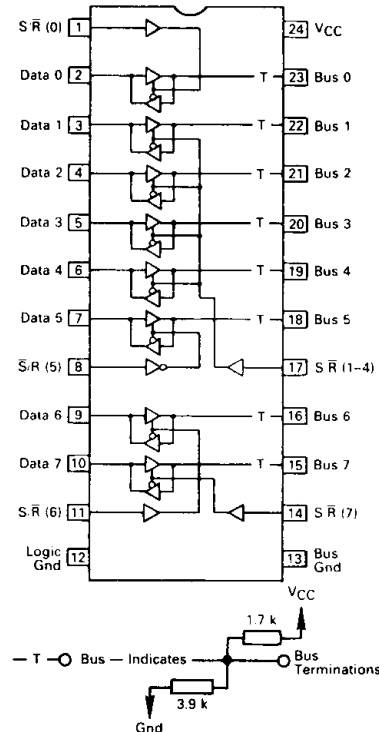 S/R̅ (0) 1 24 VCC
Data 0 2 T 23 Bus 0
Data 1 3 T 22 Bus 1
Data 2 4 T 21 Bus 2
Data 3 5 T 20 Bus 3
Data 4 6 T 19 Bus 4
Data 5 7 T 18 Bus 5
S̅/R (5) 8 17 S R̅ (1-4)
Data 6 9 T 16 Bus 6
Data 7 10 T 15 Bus 7
S/R̅ (6) 11 14 S R̅ (7)
Logic Gnd 12 13 Bus Gnd
VCC
1.7 k
— T — Bus — Indicates Bus Terminations
3.9 k
Gnd